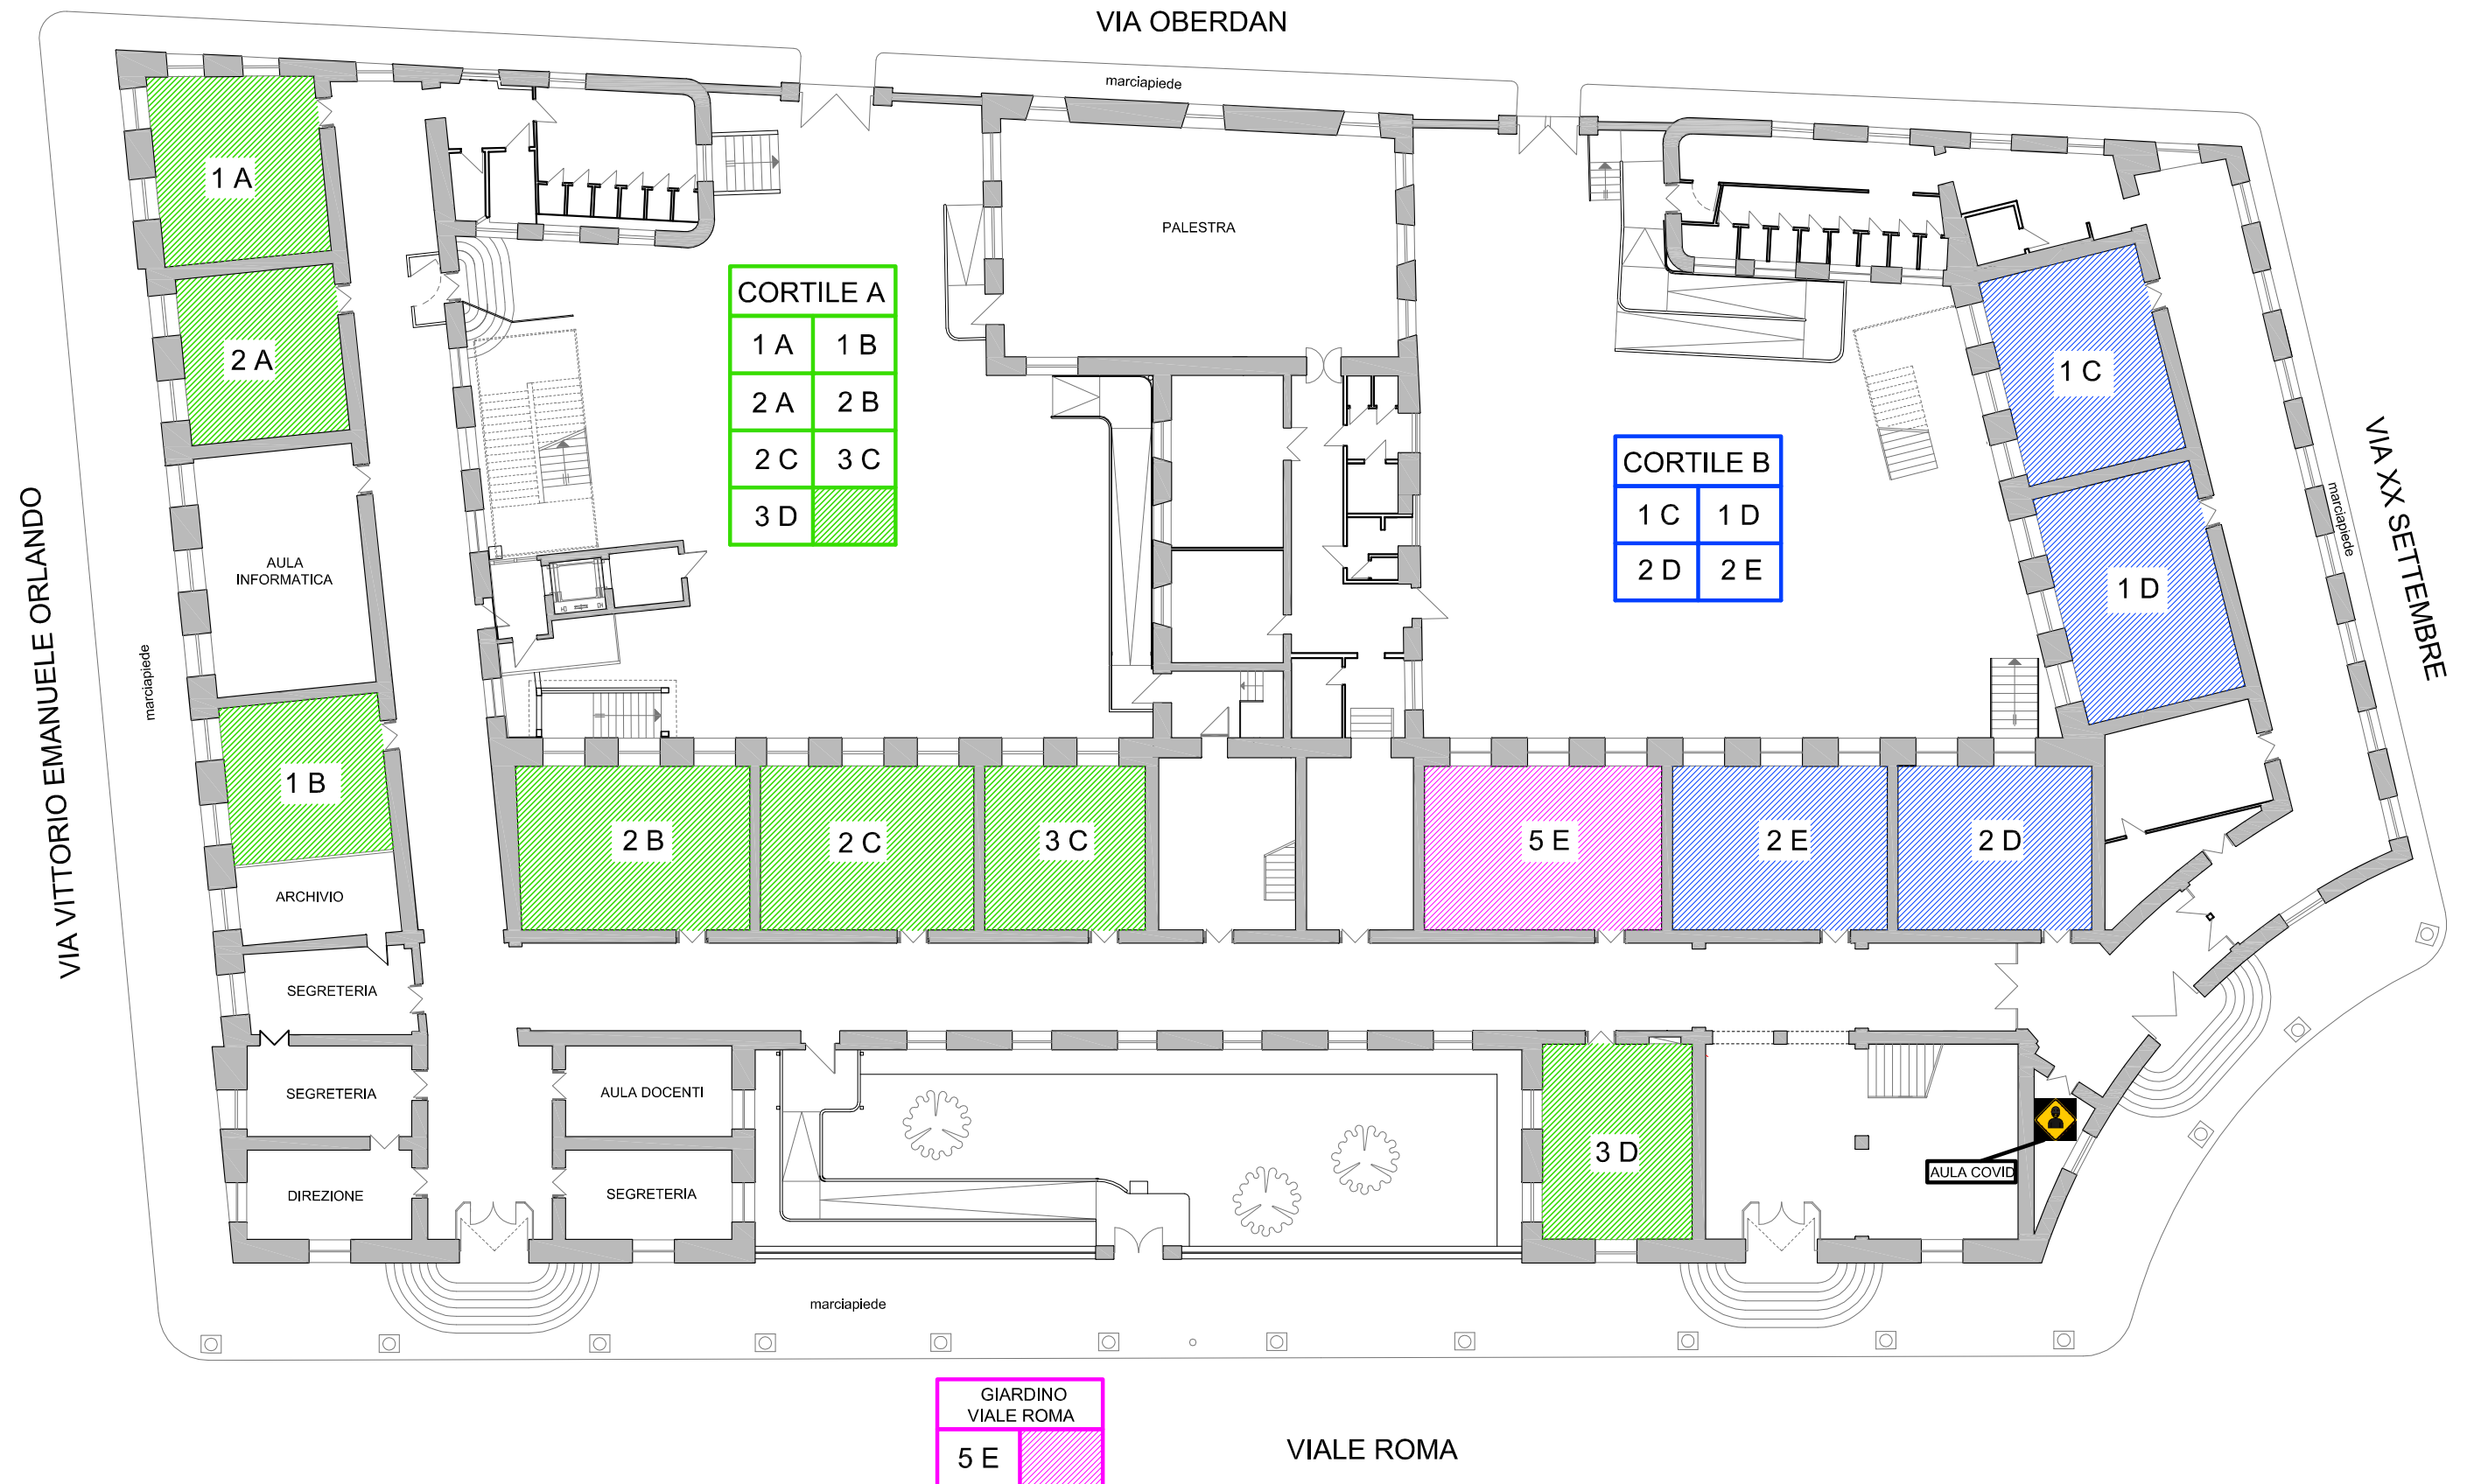 VIA OBERDAN
marciapiede
1 A
PALESTRA
CORTILE A
1 A 1 B
2 A 2 B
2 C 3 C
3 D
2 A
1 C
CORTILE B
1 C 1 D
2 D 2 E
VIA XX SETTEMBRE
marciapiede
VIA VITTORIO EMANUELE ORLANDO
marciapiede
AULA
INFORMATICA
1 D
1 B
2 B
2 C
3 C
5 E
2 E
2 D
ARCHIVIO
SEGRETERIA
SEGRETERIA
AULA DOCENTI
3 D
AULA COVID
DIREZIONE
SEGRETERIA
marciapiede
GIARDINO
VIALE ROMA
5 E
VIALE ROMA